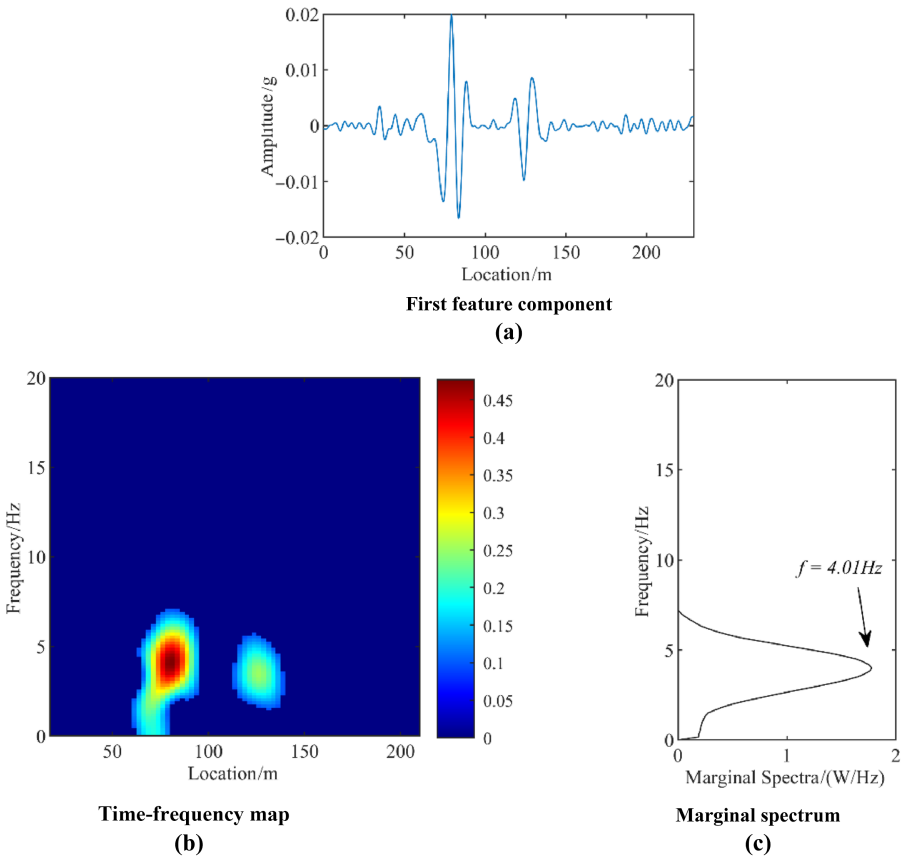 0.02
0.01
0
−0.01
−0.02
Amplitude/g
0 50 100 150 200
Location/m
First feature component
(a)
20
15
10
5
0
Frequency/Hz
50 100 150 200
Location/m
0.45
0.4
0.35
0.3
0.25
0.2
0.15
0.1
0.05
0
Time-frequency map
(b)
20
15
10
5
0
Frequency/Hz
f = 4.01Hz
0 1 2
Marginal Spectra/(W/Hz)
Marginal spectrum
(c)